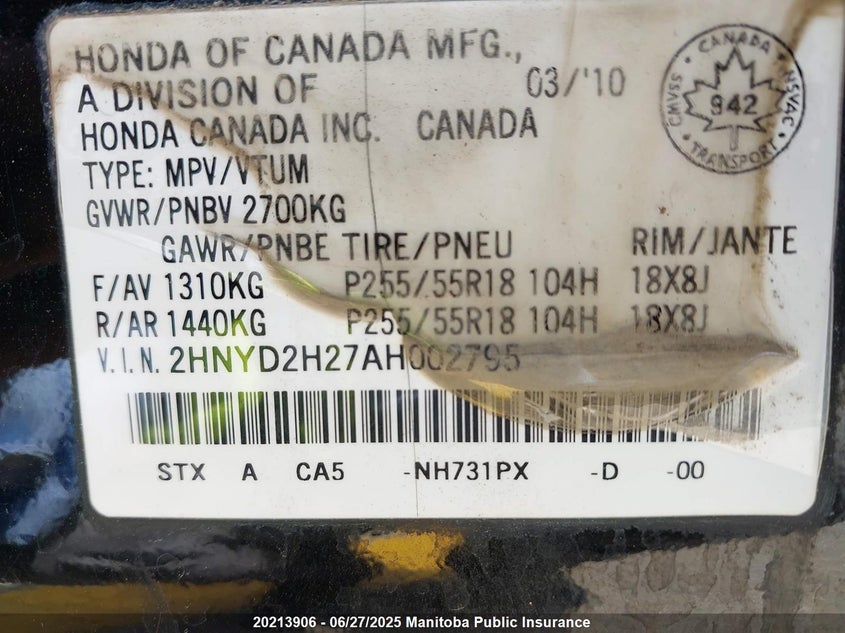 HONDA OF CANADA MFG.,
A DIVISION OF 03/'10
HONDA CANADA INC. CANADA
TYPE: MPV/VTUM
GVWR/PNBV 2700KG
GAWR/PNBE TIRE/PNEU RIM/JANTE
F/AV 1310KG P255/55R18 104H 18X8J
R/AR 1440KG P255/55R18 104H 18X8J
V.I.N. 2HNYD2H27AH002795
STX A CA5 -NH731PX -D -00
CANADA
CMVSS 942 NSVAC
TRANSPORT
20213906 - 06/27/2025 Manitoba Public Insurance